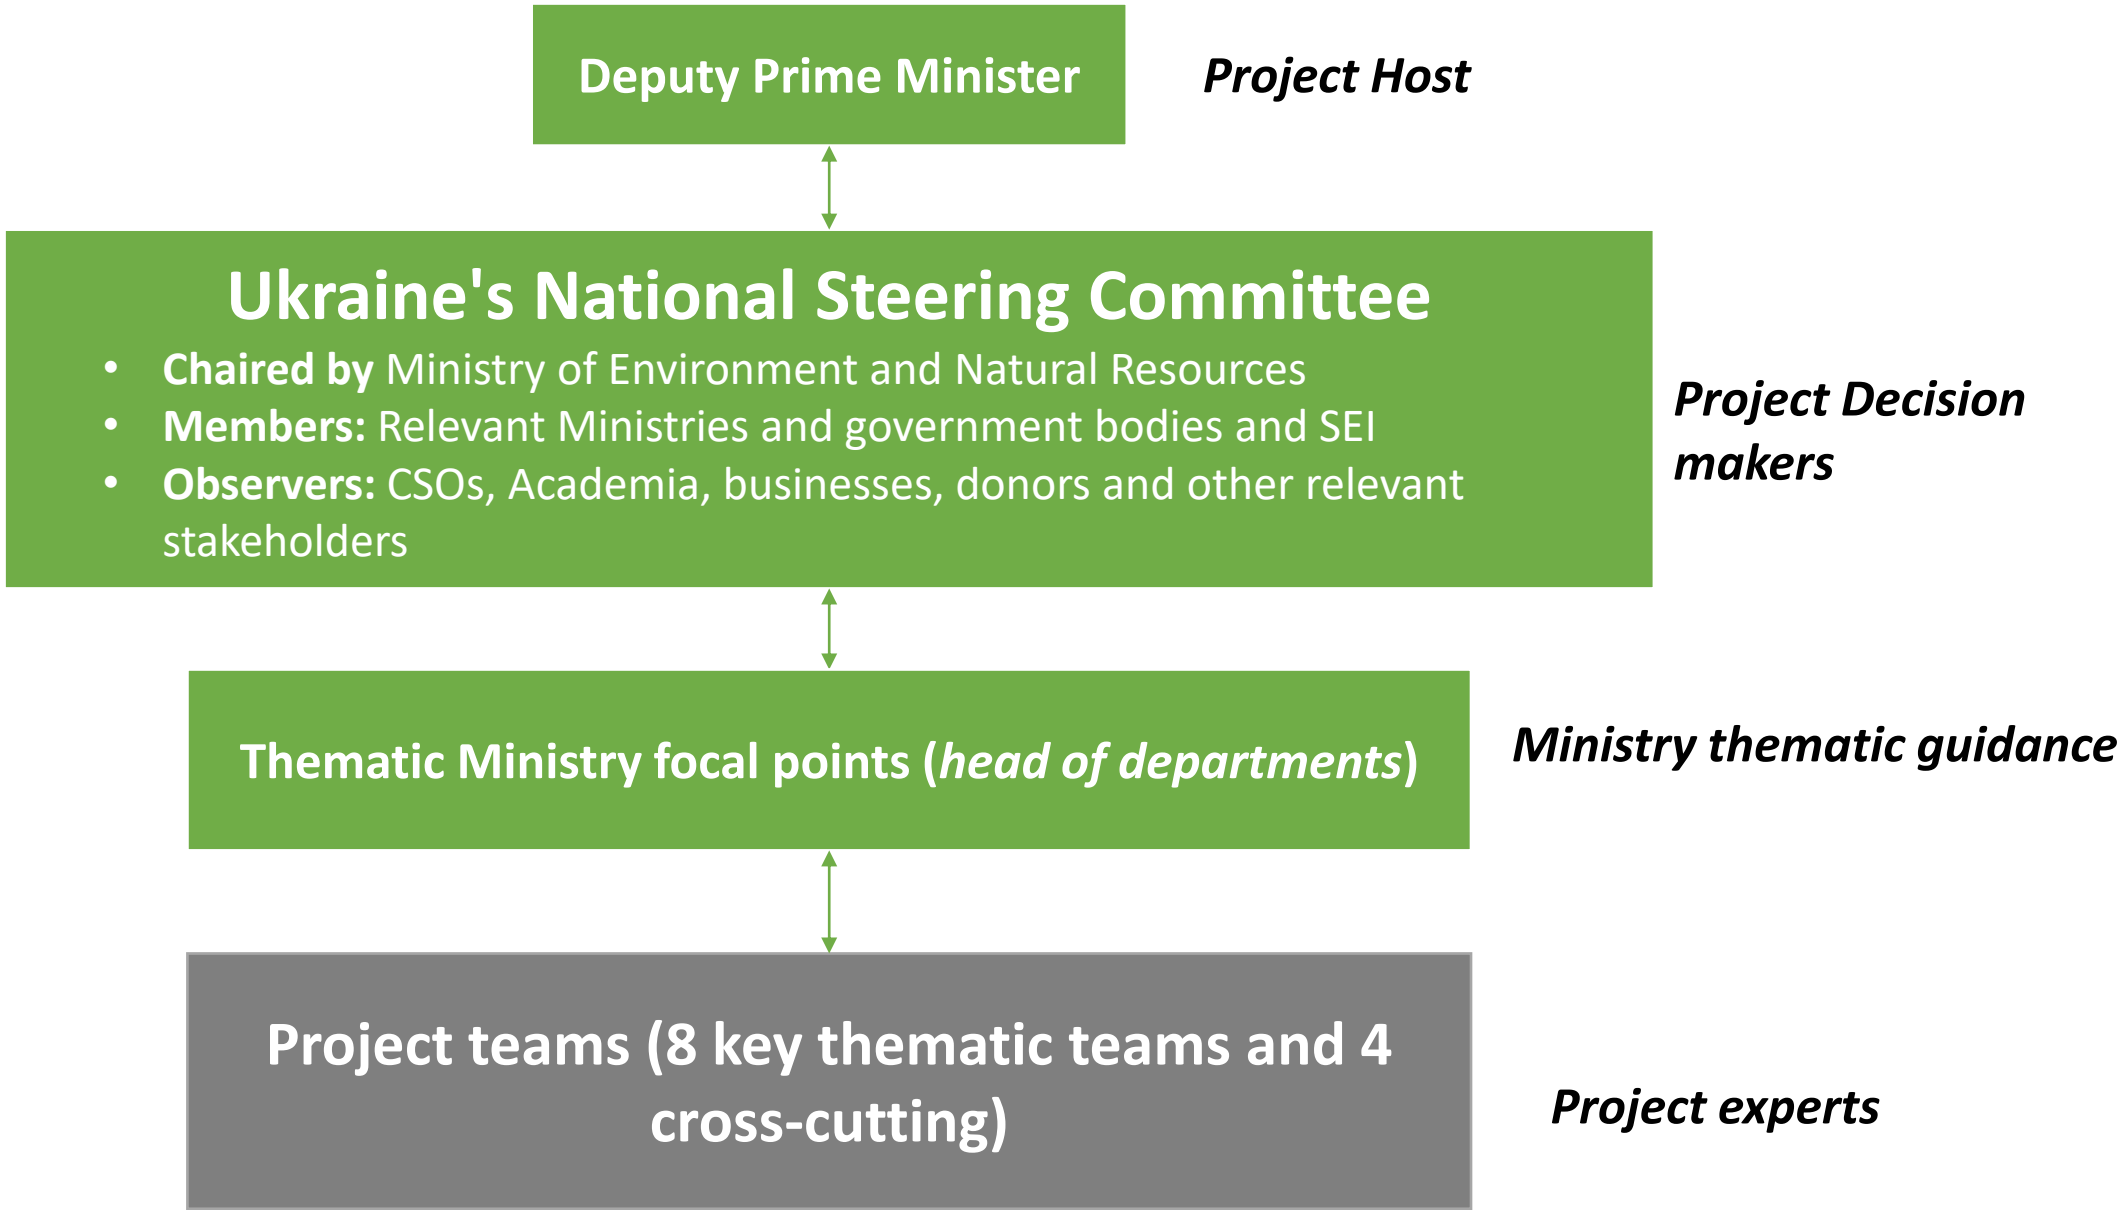 Deputy Prime Minister
Project Host
Ukraine's National Steering Committee
• Chaired by Ministry of Environment and Natural Resources
• Members: Relevant Ministries and government bodies and SEI
• Observers: CSOs, Academia, businesses, donors and other relevant
stakeholders
Project Decision
makers
Thematic Ministry focal points (head of departments)
Ministry thematic guidance
Project teams (8 key thematic teams and 4
cross-cutting)
Project experts